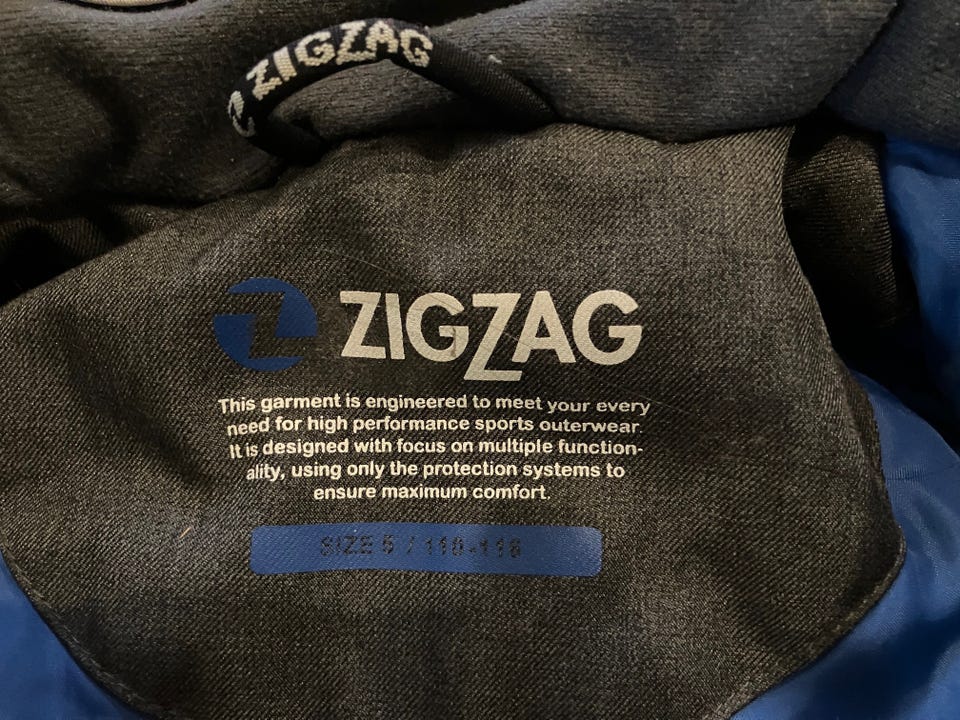 ZIGZAG
ZIGZAG
This garment is engineered to meet your every
need for high performance sports outerwear.
It is designed with focus on multiple function-
ality, using only the protection systems to
ensure maximum comfort.
SIZE 5 / 110-116